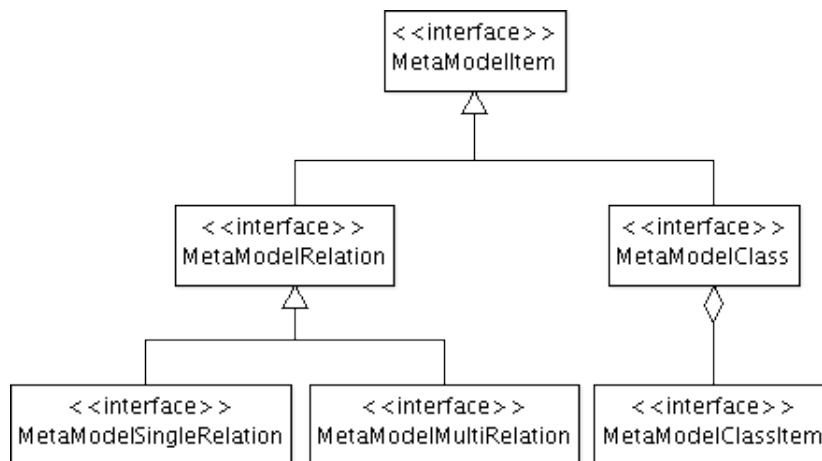 < <interface> >
MetaModelItem
< <interface> >
MetaModelRelation
< <interface> >
MetaModelClass
< <interface> >
MetaModelSingleRelation
< <interface> >
MetaModelMultiRelation
< <interface> >
MetaModelClassItem